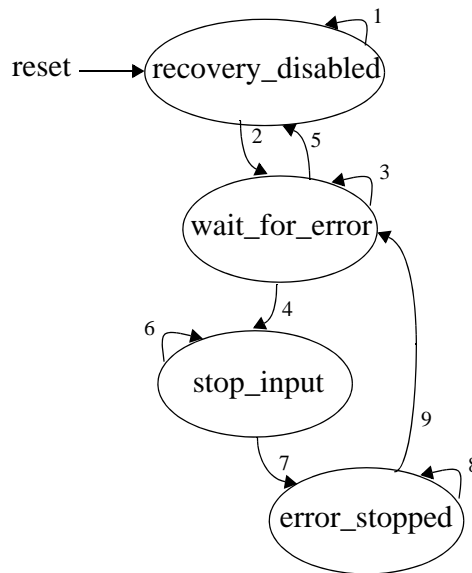 1
reset
recovery_disabled
2
5
3
wait_for_error
4
6
stop_input
7
9
8
error_stopped